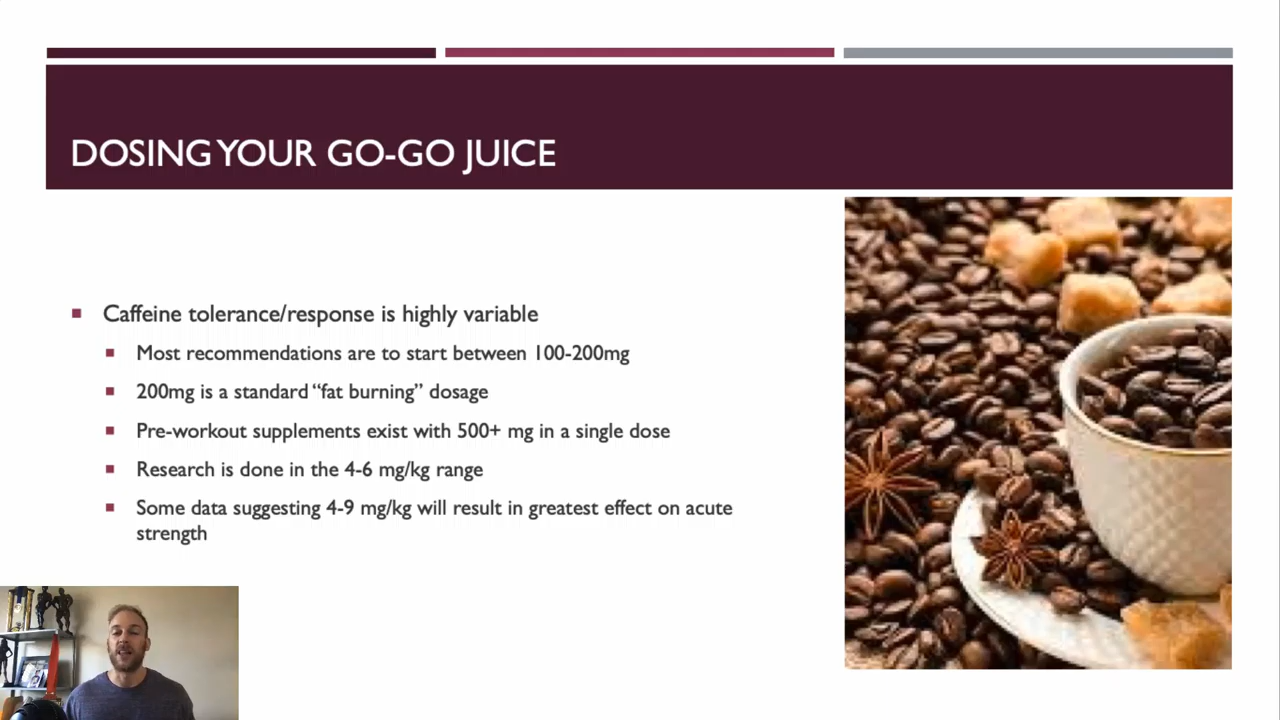 DOSING YOUR GO-GO JUICE
Caffeine tolerance/response is highly variable
Most recommendations are to start between 100-200mg
200mg is a standard “fat burning” dosage
Pre-workout supplements exist with 500+ mg in a single dose
Research is done in the 4-6 mg/kg range
Some data suggesting 4-9 mg/kg will result in greatest effect on acute
strength